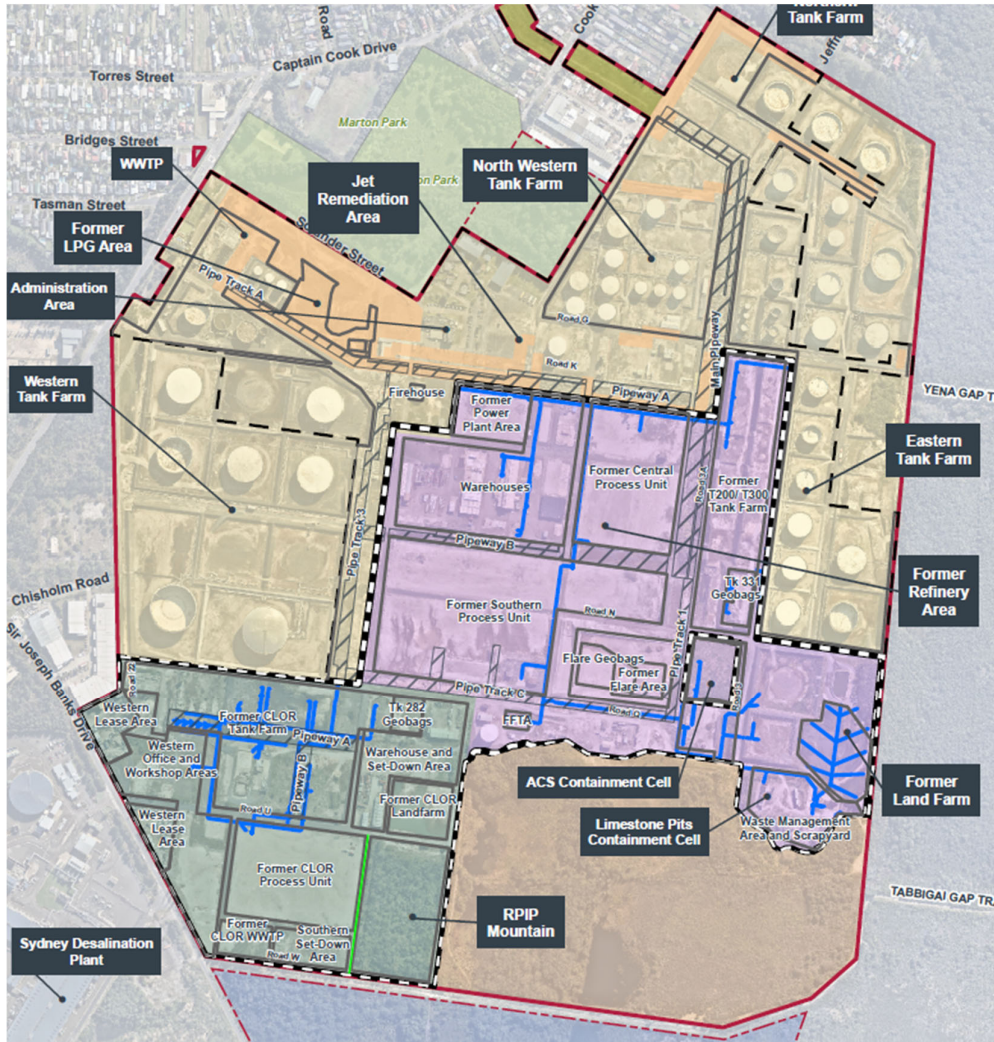 Northern
Tank Farm
Road
Cook
Captain Cook Drive
Torres Street
Marton Park
Bridges Street
WWTP
North Western
Tank Farm
Jet
Remediation
Area
Tasman Street
Former
LPG Area
Street
Pipe Track A
Administration
Area
Road G
Main Pipeway
Road K
Western
Tank Farm
Firehouse
Pipeway A
YENA GAP T
Former
Power
Plant Area
Eastern
Tank Farm
Warehouses
Former Central
Process Unit
Road 3A
Former
T200/ T300
Tank Farm
Pipe Track 3
Pipeway B
Former
Refinery
Area
Chisholm Road
Tk 331
Geobags
Former Southern
Process Unit
Road N
Sir Joseph Banks Drive
Flare Geobags
Former
Flare Area
Pipe Track 1
Pipe Track C
Road Q
Road 22
Western
Lease Area
Former CLOR
Tank Farm
Tk 282
Geobags
FFTA
Pipeway A
Western
Office and
Workshop Areas
Pipeway B
Warehouse and
Set-Down Area
ACS Containment Cell
Former
Land Farm
Former CLOR
Landfarm
Road U
Western
Lease
Area
Limestone Pits
Containment Cell
Waste Management
Area and Scrapyard
Former CLOR
Process Unit
TABBIGAI GAP TR
RPIP
Mountain
Former
CLOR WWTP
Southern
Set-Down
Area
Road W
Sydney Desalination
Plant